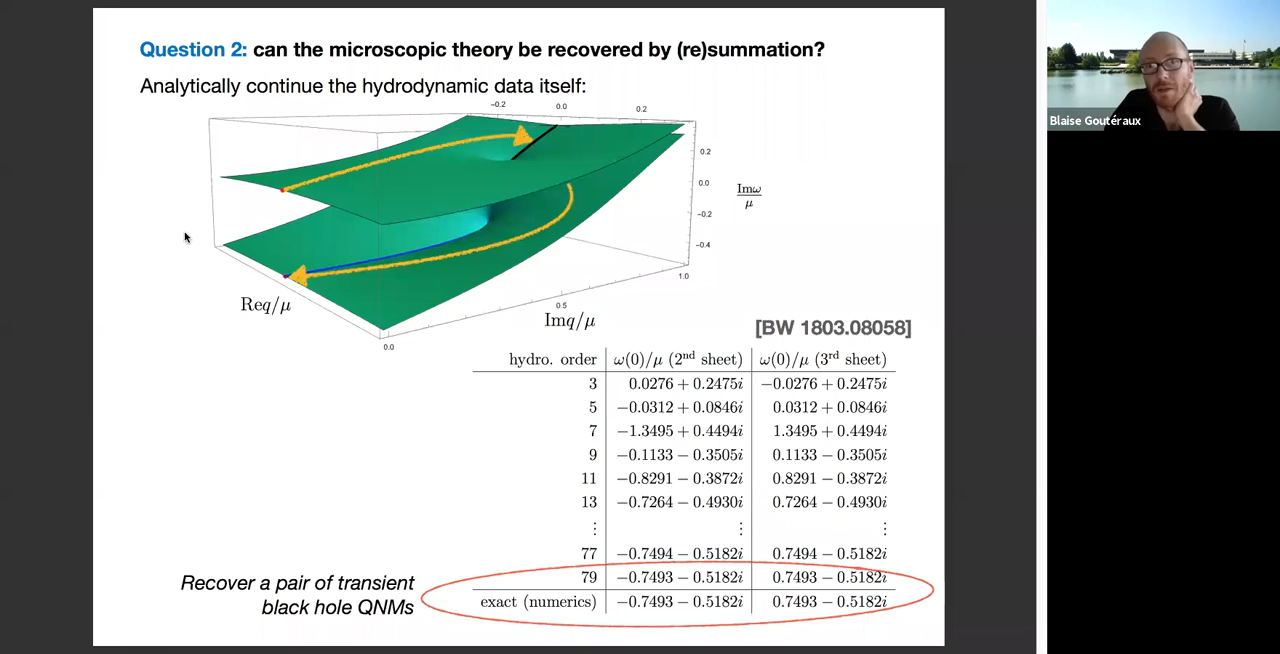 Question 2: can the microscopic theory be recovered by (re)summation?
Analytically continue the hydrodynamic data itself:
−0.2 0.0 0.2
0.2
0.0
−0.2
−0.4
Imω/μ
1.0
0.5
0.0
Req/μ
Imq/μ
[BW 1803.08058]
hydro. order ω(0)/μ (2nd sheet) ω(0)/μ (3rd sheet)
3 0.0276 + 0.2475i −0.0276 + 0.2475i
5 −0.0312 + 0.0846i 0.0312 + 0.0846i
7 −1.3495 + 0.4494i 1.3495 + 0.4494i
9 −0.1133 − 0.3505i 0.1133 − 0.3505i
11 −0.8291 − 0.3872i 0.8291 − 0.3872i
13 −0.7264 − 0.4930i 0.7264 − 0.4930i
⋮ ⋮ ⋮
77 −0.7494 − 0.5182i 0.7494 − 0.5182i
79 −0.7493 − 0.5182i 0.7493 − 0.5182i
exact (numerics) −0.7493 − 0.5182i 0.7493 − 0.5182i
Recover a pair of transient
black hole QNMs
Blaise Goutéraux